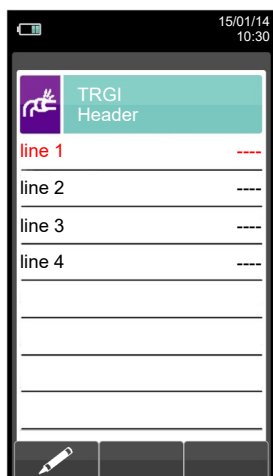 15/01/14
10:30
TRGI
Header
line 1 ----
line 2 ----
line 3 ----
line 4 ----